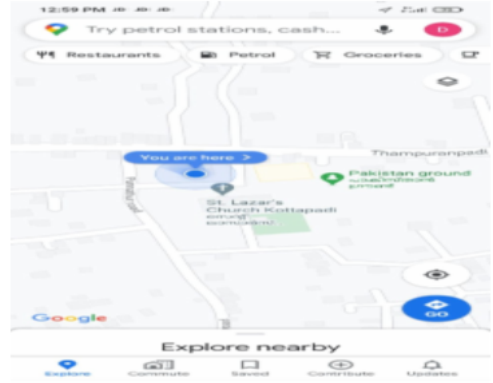 12:59 PM
Try petrol stations, cash...
D
Restaurants
Petrol
Groceries
Thampuranpadi
You are here >
Pakistan ground
St. Lazar's
Church Kottapadi
Google
GO
Explore nearby
Explore
Commute
Saved
Contribute
Updates